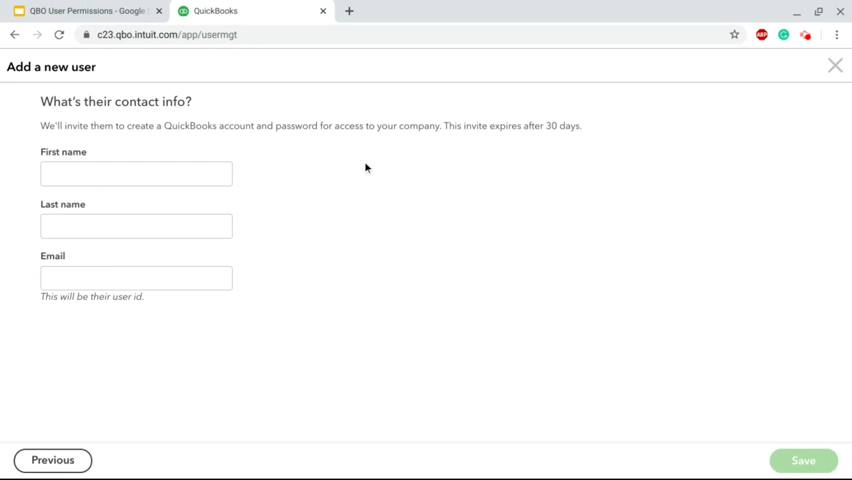 QBO User Permissions - Google
QuickBooks
c23.qbo.intuit.com/app/usermgt
ABP
Add a new user
What's their contact info?
We'll invite them to create a QuickBooks account and password for access to your company. This invite expires after 30 days.
First name
Last name
Email
This will be their user id.
Previous
Save